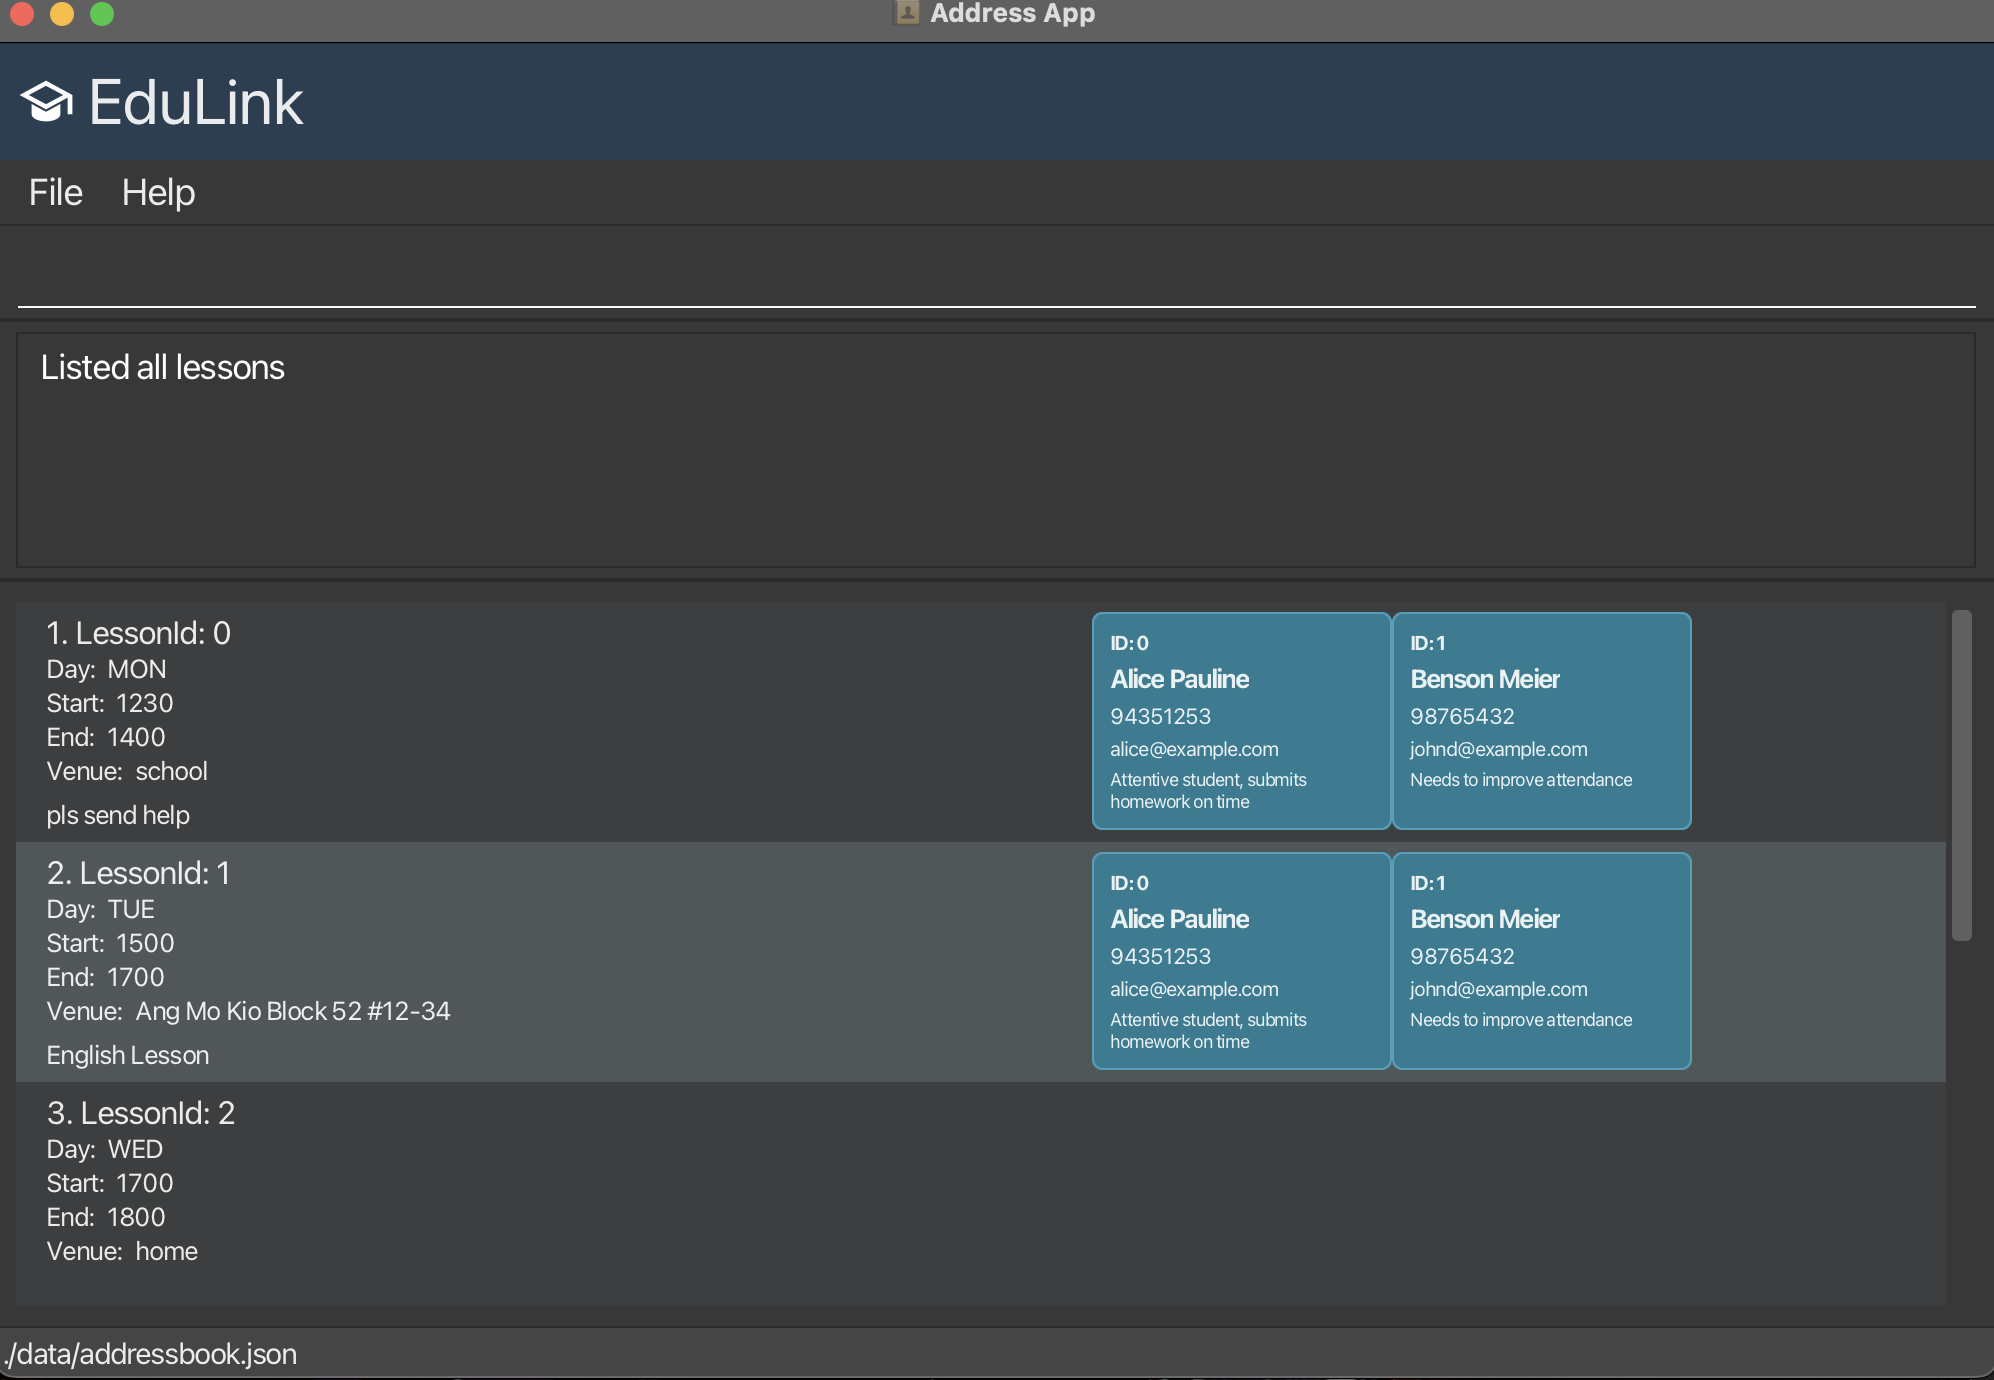 Address App
EduLink
File Help
Listed all lessons
1. LessonId: 0
Day: MON
Start: 1230
End: 1400
Venue: school
pls send help
ID: 0
Alice Pauline
94351253
alice@example.com
Attentive student, submits
homework on time
ID: 1
Benson Meier
98765432
johnd@example.com
Needs to improve attendance
2. LessonId: 1
Day: TUE
Start: 1500
End: 1700
Venue: Ang Mo Kio Block 52 #12-34
English Lesson
ID: 0
Alice Pauline
94351253
alice@example.com
Attentive student, submits
homework on time
ID: 1
Benson Meier
98765432
johnd@example.com
Needs to improve attendance
3. LessonId: 2
Day: WED
Start: 1700
End: 1800
Venue: home
./data/addressbook.json